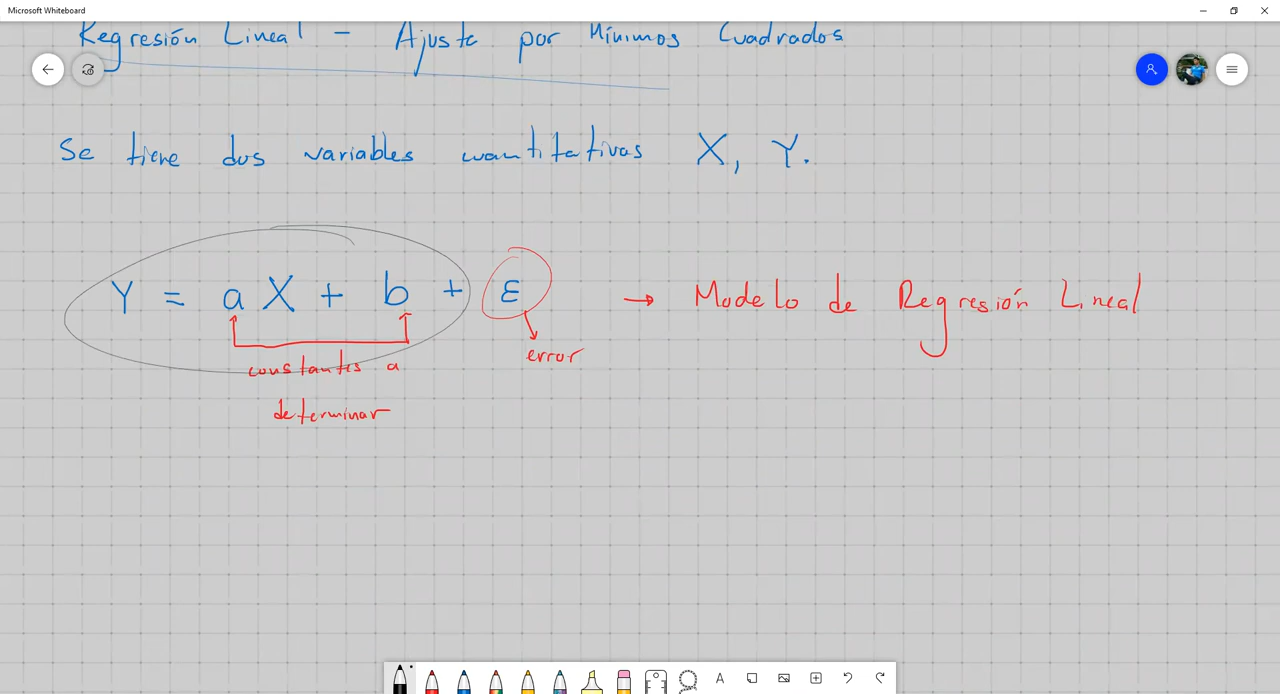 Microsoft Whiteboard
Regresión Lineal - Ajuste por Mínimos Cuadrados
Se tiene dos variables cuantitativas X, Y.
Y = a X + b + ε → Modelo de Regresión Lineal
error
constantes a
determinar
A